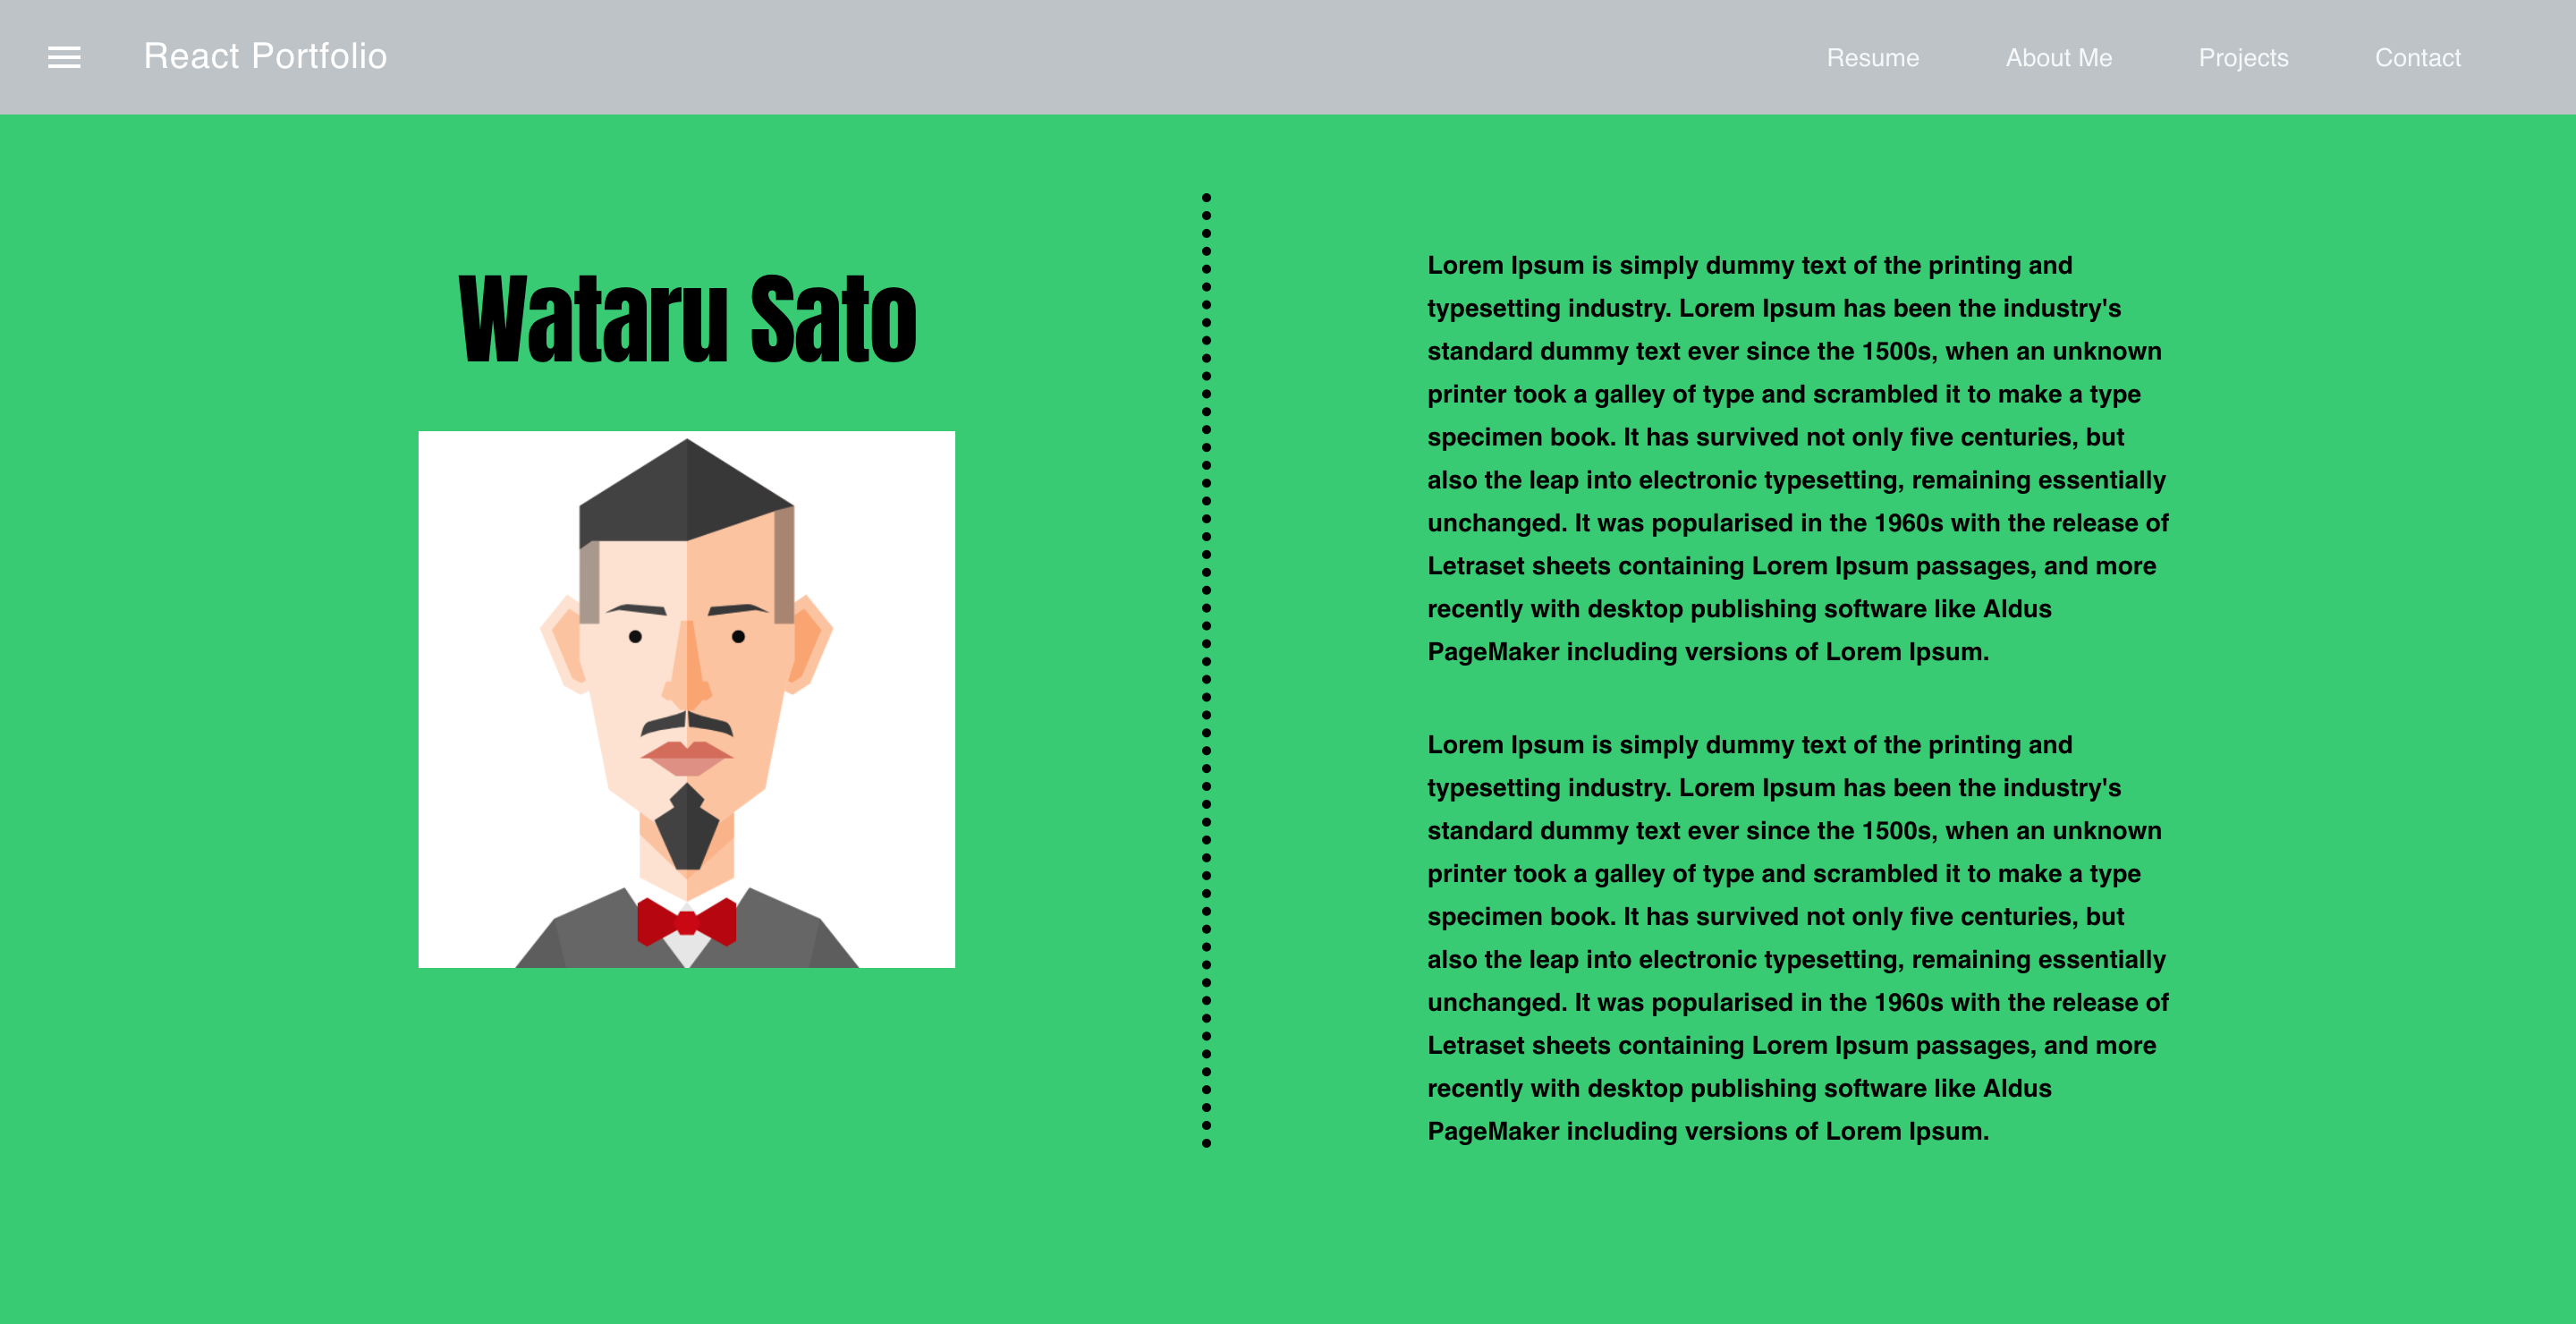 React Portfolio
Resume
About Me
Projects
Contact
Wataru Sato
Lorem Ipsum is simply dummy text of the printing and
typesetting industry. Lorem Ipsum has been the industry's
standard dummy text ever since the 1500s, when an unknown
printer took a galley of type and scrambled it to make a type
specimen book. It has survived not only five centuries, but
also the leap into electronic typesetting, remaining essentially
unchanged. It was popularised in the 1960s with the release of
Letraset sheets containing Lorem Ipsum passages, and more
recently with desktop publishing software like Aldus
PageMaker including versions of Lorem Ipsum.
Lorem Ipsum is simply dummy text of the printing and
typesetting industry. Lorem Ipsum has been the industry's
standard dummy text ever since the 1500s, when an unknown
printer took a galley of type and scrambled it to make a type
specimen book. It has survived not only five centuries, but
also the leap into electronic typesetting, remaining essentially
unchanged. It was popularised in the 1960s with the release of
Letraset sheets containing Lorem Ipsum passages, and more
recently with desktop publishing software like Aldus
PageMaker including versions of Lorem Ipsum.